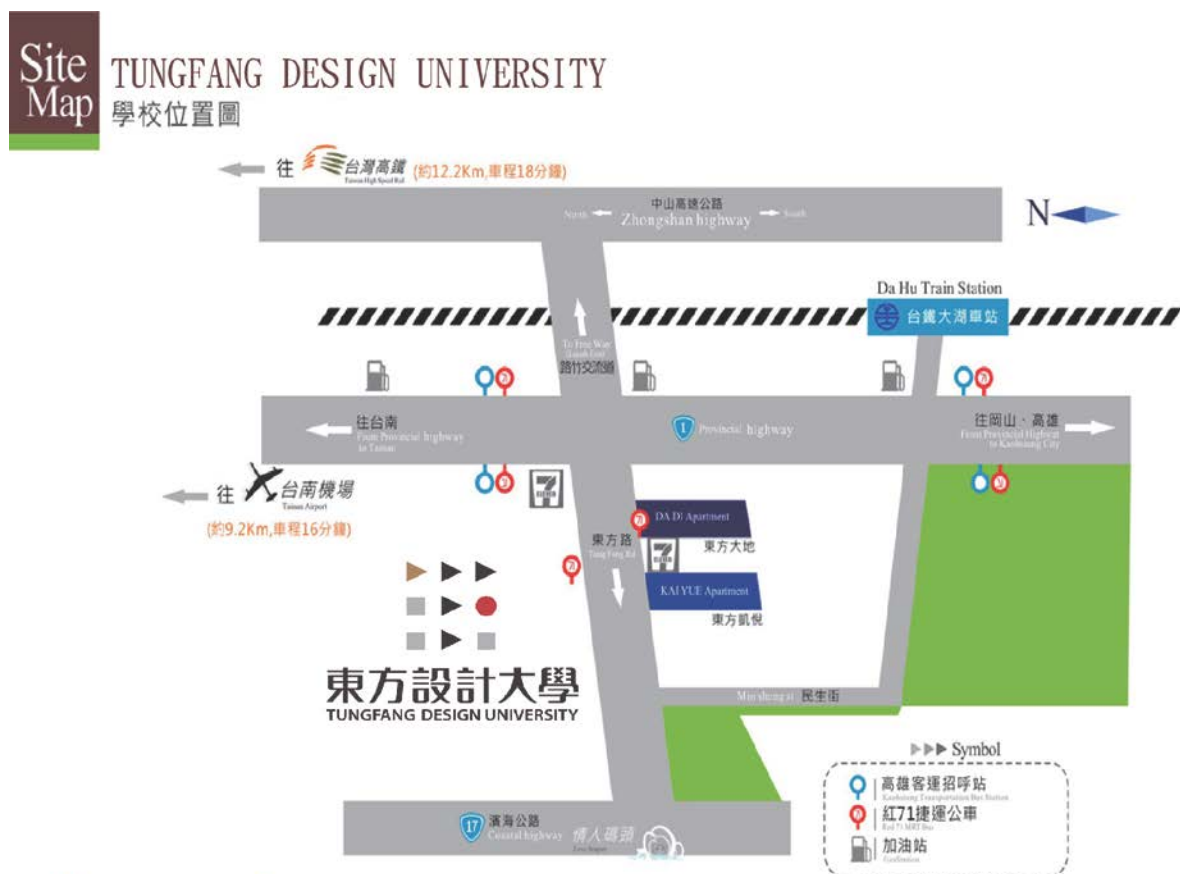 Site
Map
TUNGFANG DESIGN UNIVERSITY
學校位置圖
往 台灣高鐵 (約12.2Km,車程18分鐘)
Taiwan High Speed Rail
中山高速公路
North Zhongshan highway South
N
Da Hu Train Station
台鐵大湖車站
To Free Way
路竹交流道
往台南
From Provincial highway
to Tainan
1 Provincial highway
往岡山、高雄
From Provincial Highway
to Kaohsiung City
往 台南機場
Tainan Airport
(約9.2Km,車程16分鐘)
7
ELEVEN
DA DI Apartment
東方大地
東方路
Tung Fang Rd
7
ELEVEN
KAI YUE Apartment
東方凱悅
東方設計大學
TUNGFANG DESIGN UNIVERSITY
民生街
17 濱海公路
Coastal highway
情人碼頭
Symbol
高雄客運招呼站
Kaohsiung Transportation Bus Station
紅71捷運公車
Red 71 MRT Bus
加油站